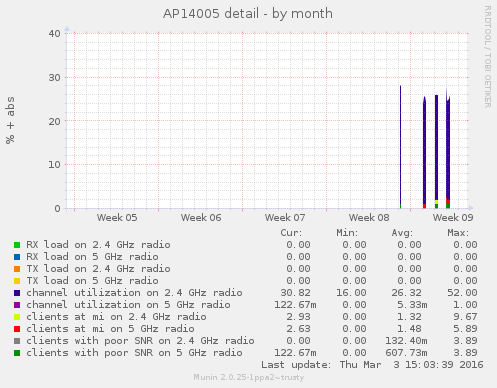 AP14005 detail - by month
RRDTOOL / TOBI OETIKER
% + abs
40
30
20
10
0
Week 05 Week 06 Week 07 Week 08 Week 09
Cur: Min: Avg: Max:
RX load on 2.4 GHz radio 0.00 0.00 0.00 0.00
RX load on 5 GHz radio 0.00 0.00 0.00 0.00
TX load on 2.4 GHz radio 0.00 0.00 0.00 0.00
TX load on 5 GHz radio 0.00 0.00 0.00 0.00
channel utilization on 2.4 GHz radio 30.82 16.00 26.32 52.00
channel utilization on 5 GHz radio 122.67m 0.00 5.33m 1.00
clients at mi on 2.4 GHz radio 2.93 0.00 1.32 9.67
clients at mi on 5 GHz radio 2.63 0.00 1.48 5.89
clients with poor SNR on 2.4 GHz radio 0.00 0.00 132.40m 3.89
clients with poor SNR on 5 GHz radio 122.67m 0.00 607.73m 3.89
Last update: Thu Mar 3 15:03:39 2016
Munin 2.0.25-1ppa2~trusty